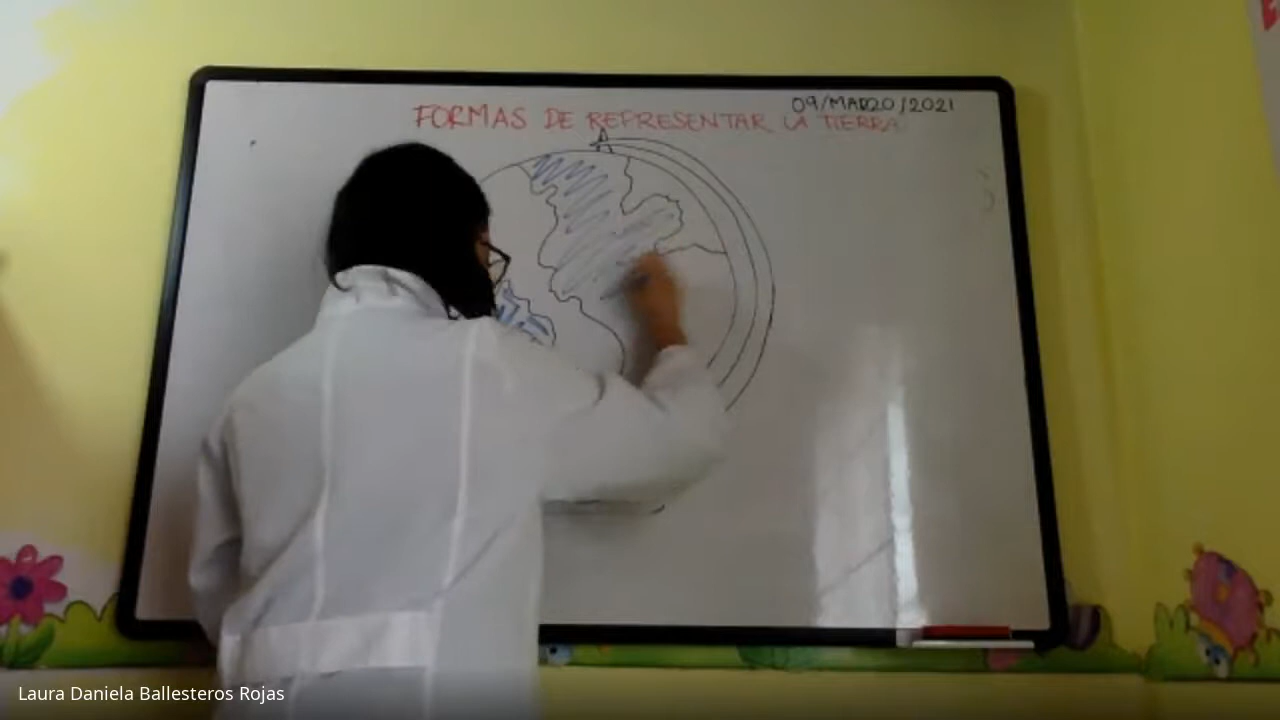 09/MARZO/2021
FORMAS DE REPRESENTAR LA TIERRA
Laura Daniela Ballesteros Rojas